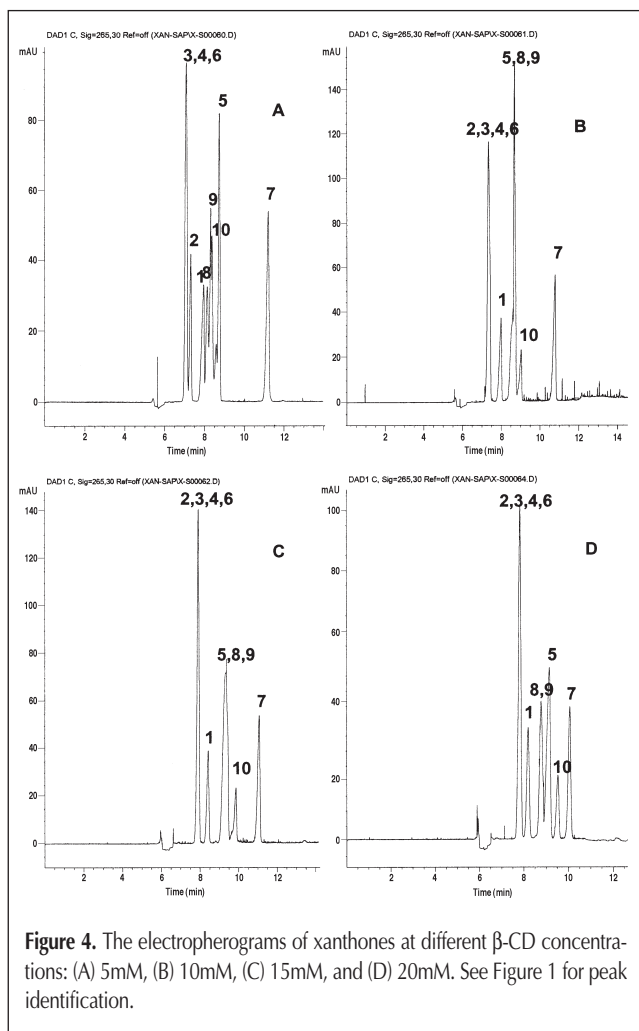 DAD1 C, Sig=265,30 Ref=off (XAN-SAP\X-S00060.D)
mAU
3,4,6
5
A
9
10
7
2
1
8
80
60
40
20
0
2 4 6 8 10 12
Time (min)
DAD1 C, Sig=265,30 Ref=off (XAN-SAP\X-S00061.D)
mAU
5,8,9
2,3,4,6
B
7
1
10
140
120
100
80
60
40
20
0
2 4 6 8 10 12 14
Time (min)
DAD1 C, Sig=265,30 Ref=off (XAN-SAP\X-S00062.D)
mAU
2,3,4,6
C
5,8,9
7
1
10
140
120
100
80
60
40
20
0
2 4 6 8 10 12 14
Time (min)
DAD1 C, Sig=265,30 Ref=off (XAN-SAP\X-S00064.D)
mAU
2,3,4,6
D
5
8,9
7
1
10
100
80
60
40
20
0
2 4 6 8 10 12
Time (min)
Figure 4. The electropherograms of xanthones at different β-CD concentra-
tions: (A) 5mM, (B) 10mM, (C) 15mM, and (D) 20mM. See Figure 1 for peak
identification.